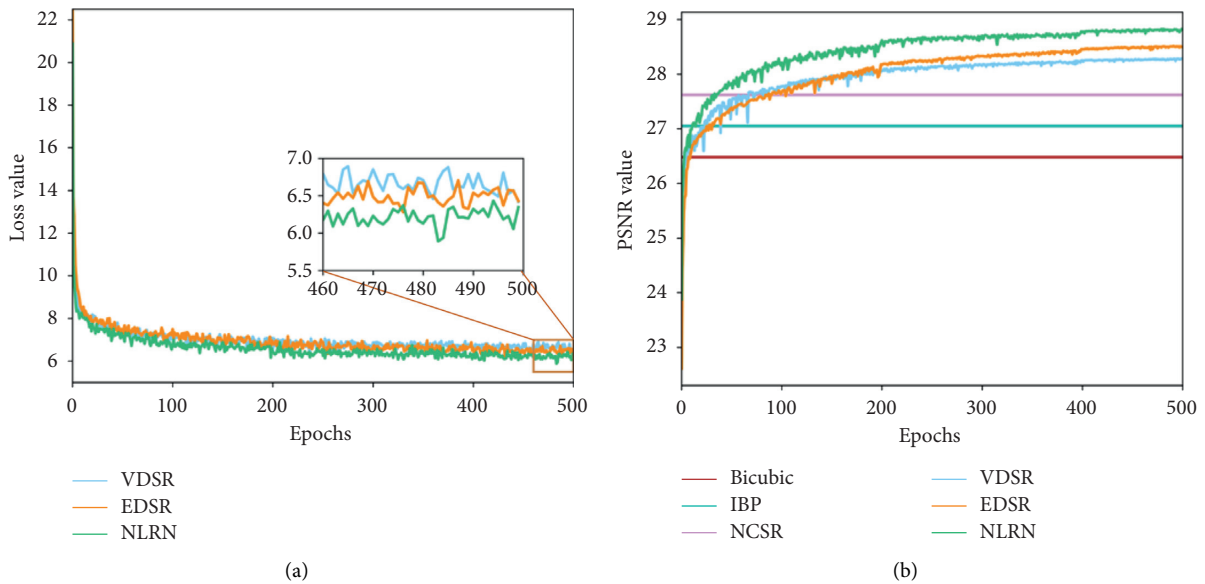 22
20
18
16
14
12
10
8
6
Loss value
7.0
6.5
6.0
5.5
460 470 480 490 500
0 100 200 300 400 500
Epochs
VDSR
EDSR
NLRN
(a)
29
28
27
26
25
24
23
PSNR value
0 100 200 300 400 500
Epochs
Bicubic VDSR
IBP EDSR
NCSR NLRN
(b)